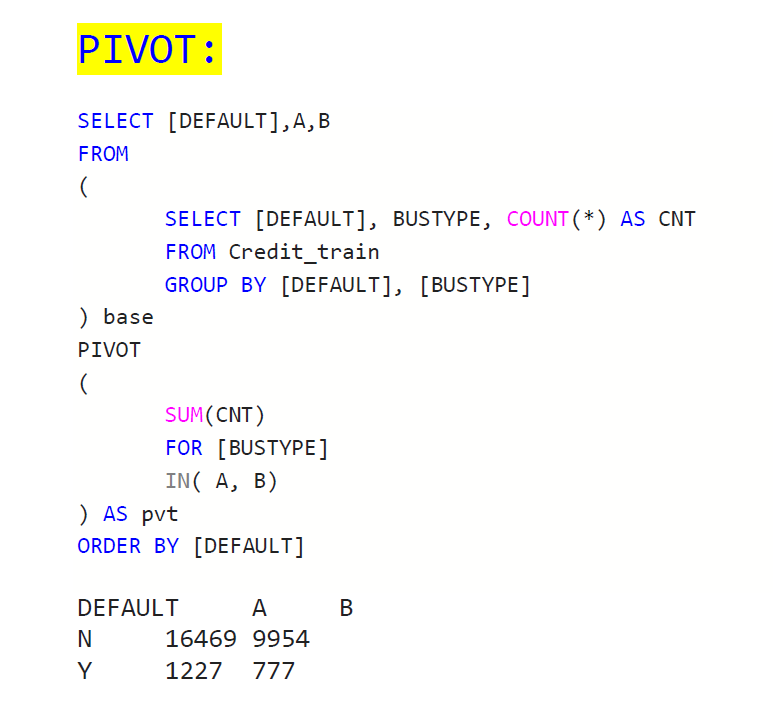 PIVOT:
SELECT [DEFAULT],A,B
FROM
(
SELECT [DEFAULT], BUSTYPE, COUNT(*) AS CNT
FROM Credit_train
GROUP BY [DEFAULT], [BUSTYPE]
) base
PIVOT
(
SUM(CNT)
FOR [BUSTYPE]
IN( A, B)
) AS pvt
ORDER BY [DEFAULT]
DEFAULT A B
N 16469 9954
Y 1227 777